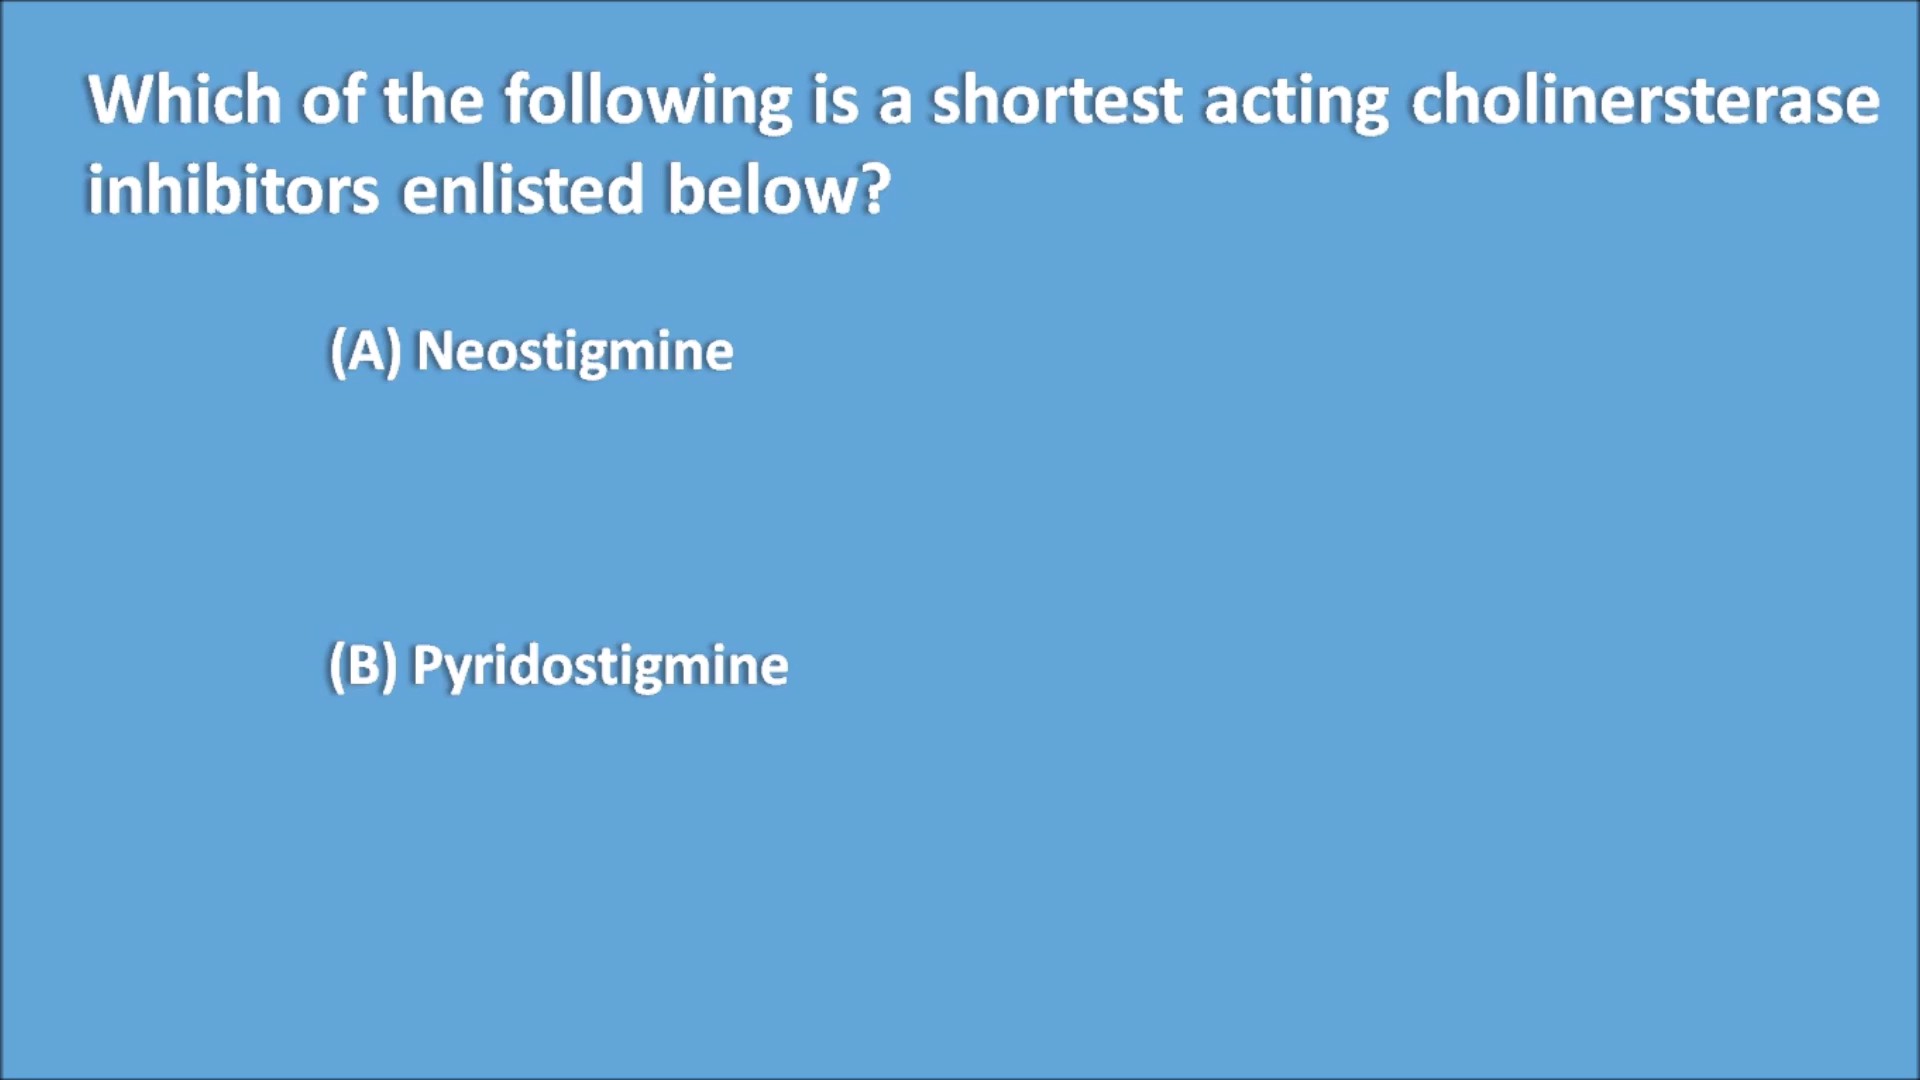 Which of the following is a shortest acting cholinersterase
inhibitors enlisted below?
(A) Neostigmine
(B) Pyridostigmine